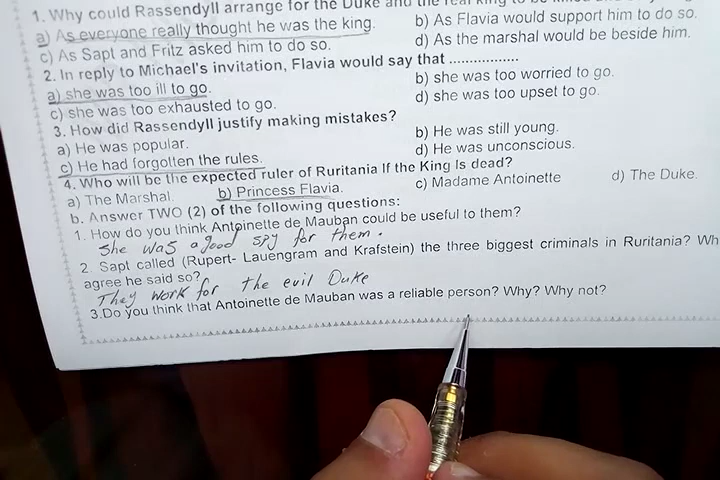 1. Why could Rassendyll arrange for the Duke and the real king to be
a) As everyone really thought he was the king.
b) As Flavia would support him to do so.
c) As Sapt and Fritz asked him to do so.
d) As the marshal would be beside him.
2. In reply to Michael's invitation, Flavia would say that .................
a) she was too ill to go.
b) she was too worried to go.
c) she was too exhausted to go.
d) she was too upset to go.
3. How did Rassendyll justify making mistakes?
a) He was popular.
b) He was still young.
c) He had forgotten the rules.
d) He was unconscious.
4. Who will be the expected ruler of Ruritania If the King Is dead?
a) The Marshal.
b) Princess Flavia.
c) Madame Antoinette
d) The Duke.
b. Answer TWO (2) of the following questions:
1. How do you think Antoinette de Mauban could be useful to them?
She was a good spy for them.
2. Sapt called (Rupert- Lauengram and Krafstein) the three biggest criminals in Ruritania? Wh
agree he said so?
They work for the evil Duke
3.Do you think that Antoinette de Mauban was a reliable person? Why? Why not?